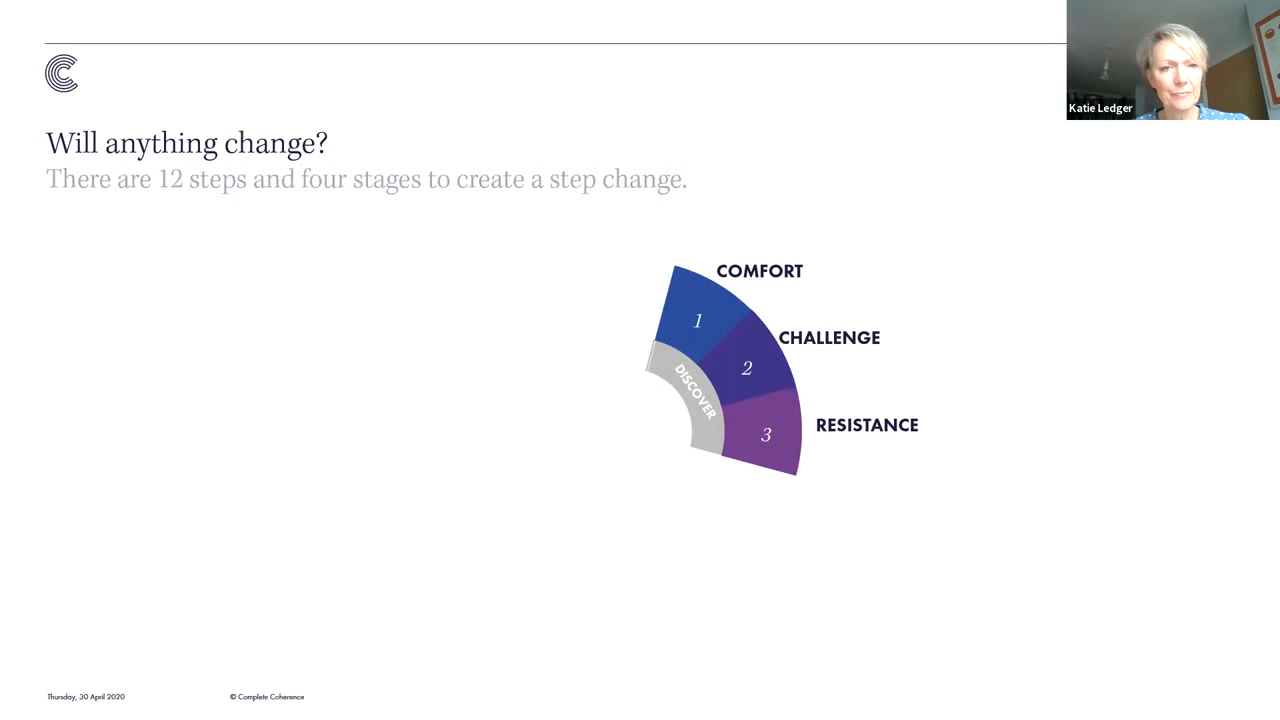 Katie Ledger
Will anything change?
There are 12 steps and four stages to create a step change.
COMFORT
1
CHALLENGE
2
DISCOVER
RESISTANCE
3
Thursday, 30 April 2020
© Complete Coherence